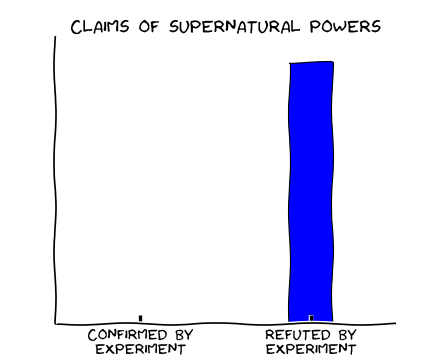 CLAIMS OF SUPERNATURAL POWERS
CONFIRMED BY
EXPERIMENT
REFUTED BY
EXPERIMENT